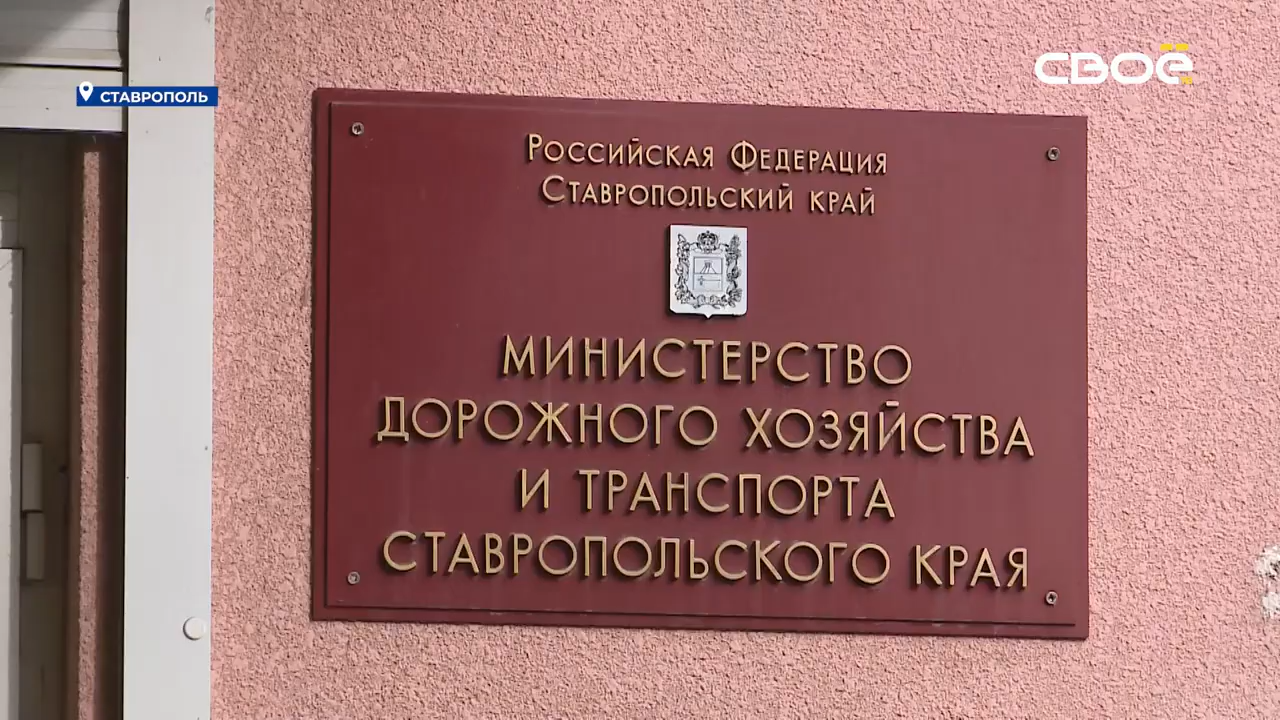 СТАВРОПОЛЬ
СВОЁ
Российская Федерация
Ставропольский край
МИНИСТЕРСТВО
ДОРОЖНОГО ХОЗЯЙСТВА
И ТРАНСПОРТА
СТАВРОПОЛЬСКОГО КРАЯ